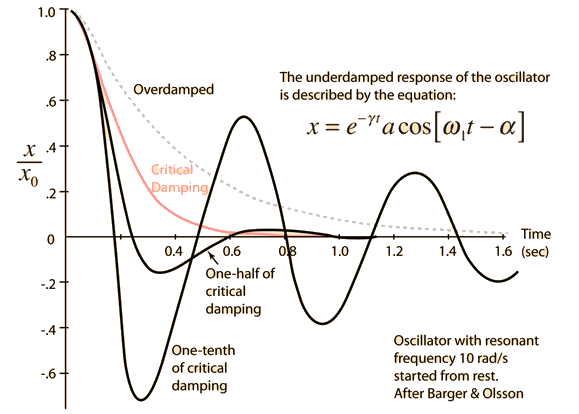 1.0
.8
.6
.4
.2
0
-.2
-.4
-.6
x
x₀
Overdamped
The underdamped response of the oscillator
is described by the equation:
x = e^{-γt} a cos[ω₁t − α]
Critical
Damping
0.4
0.6
0.8
1.0
1.2
1.4
1.6
Time
(sec)
One-half of
critical
damping
One-tenth
of critical
damping
Oscillator with resonant
frequency 10 rad/s
started from rest.
After Barger & Olsson